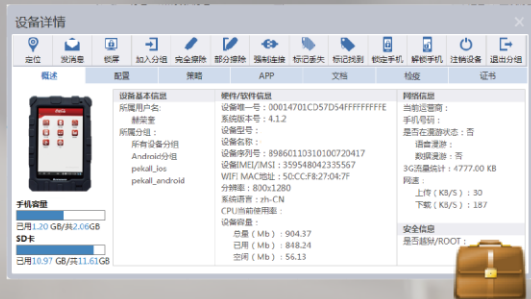 设备详情
定位 发消息 锁屏 加入分组 完全擦除 部分擦除 强制连接 标记丢失 标记找到 锁定手机 解锁手机 注销设备 退出分组
概述 配置 策略 APP 文档 检疫 证书
设备基本信息
所属用户名:
赫荣奎
所属分组:
所有设备分组
Android分组
pekall_ios
pekall_android
手机容量
已用1.20 GB/共2.06GB
SD卡
已用10.97 GB/共11.61GB
硬件/软件信息
设备唯一号: 00014701CD57D54FFFFFFFFE
系统版本号: 4.1.2
设备型号:
设备名称:
设备序列号: 89860110310100720417
设备IMEI/IMSI: 359548042335567
WIFI MAC地址: 50:CC:F8:27:04:7F
分辨率: 800x1280
系统语言: zh-CN
CPU当前使用率:
设备容量:
总量 (Mb): 904.37
已用 (Mb): 848.24
空闲 (Mb): 56.13
网络信息
当前运营商:
手机号码:
是否在漫游状态: 否
语音漫游:
数据漫游: 否
3G流量统计: 4777.00 KB
网速:
上传 (KB/S): 30
下载 (KB/S): 187
安全信息
是否越狱/ROOT: